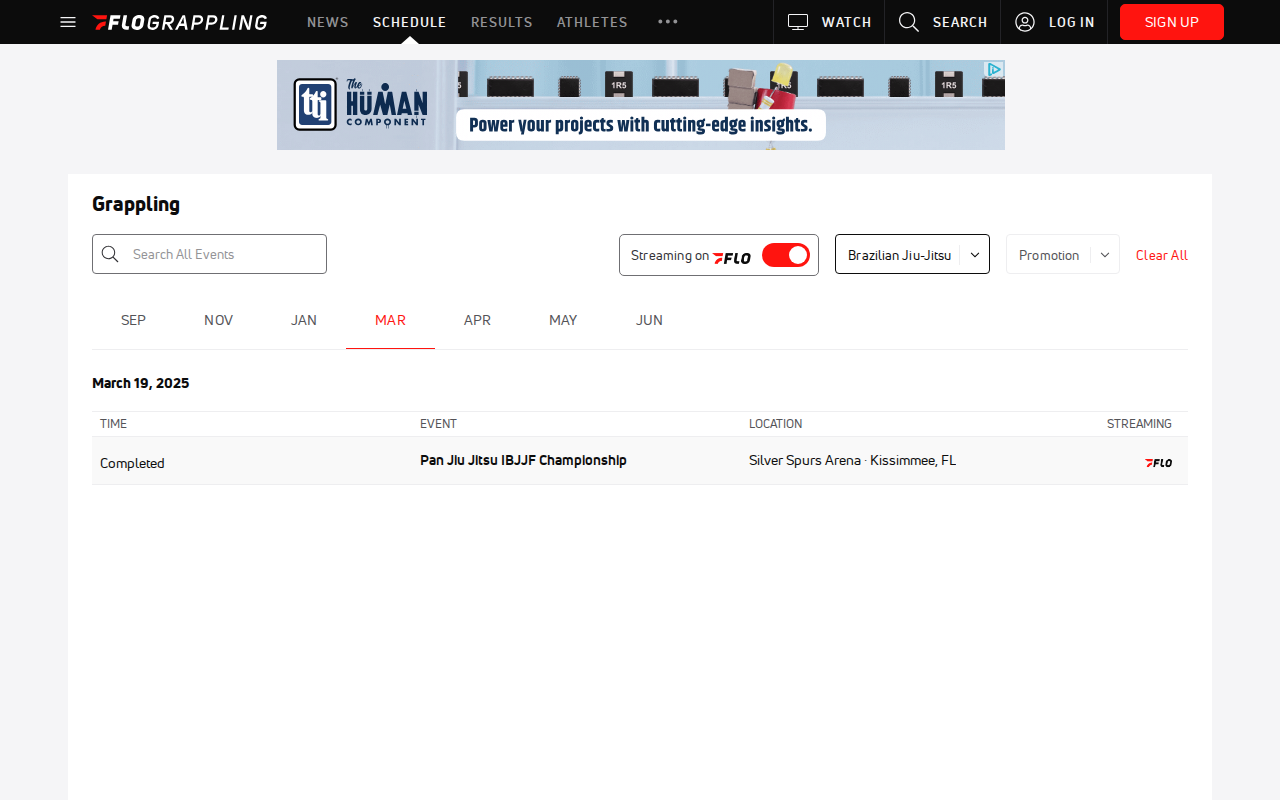 FLOGRAPPLING NEWS SCHEDULE RESULTS ATHLETES WATCH SEARCH LOG IN SIGN UP
tti The HUMAN COMPONENT
1R5 1R5
Power your projects with cutting-edge insights.
Grappling
Search All Events Streaming on FLO Brazilian Jiu-Jitsu Promotion Clear All
SEP NOV JAN MAR APR MAY JUN
March 19, 2025
TIME EVENT LOCATION STREAMING
Completed Pan Jiu Jitsu IBJJF Championship Silver Spurs Arena · Kissimmee, FL FLO